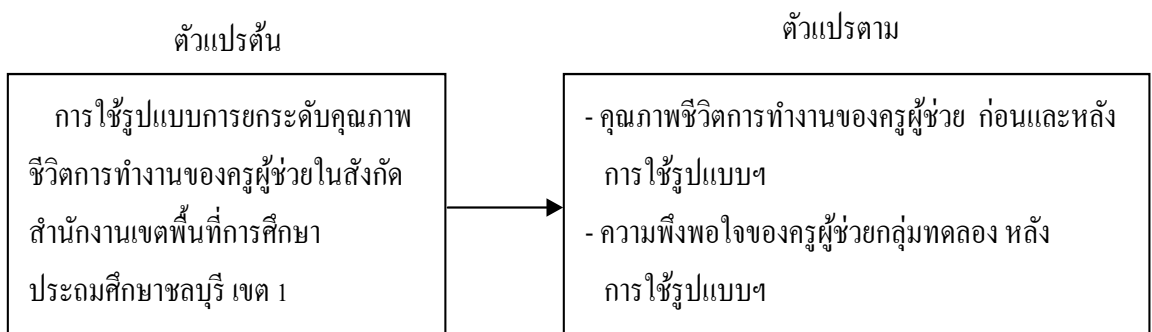 ตัวแปรต้น
การใช้รูปแบบการยกระดับคุณภาพ
ชีวิตการทำงานของครูผู้ช่วยในสังกัด
สำนักงานเขตพื้นที่การศึกษา
ประถมศึกษาชลบุรี เขต 1
ตัวแปรตาม
- คุณภาพชีวิตการทำงานของครูผู้ช่วย ก่อนและหลัง
การใช้รูปแบบฯ
- ความพึงพอใจของครูผู้ช่วยกลุ่มทดลอง หลัง
การใช้รูปแบบฯ